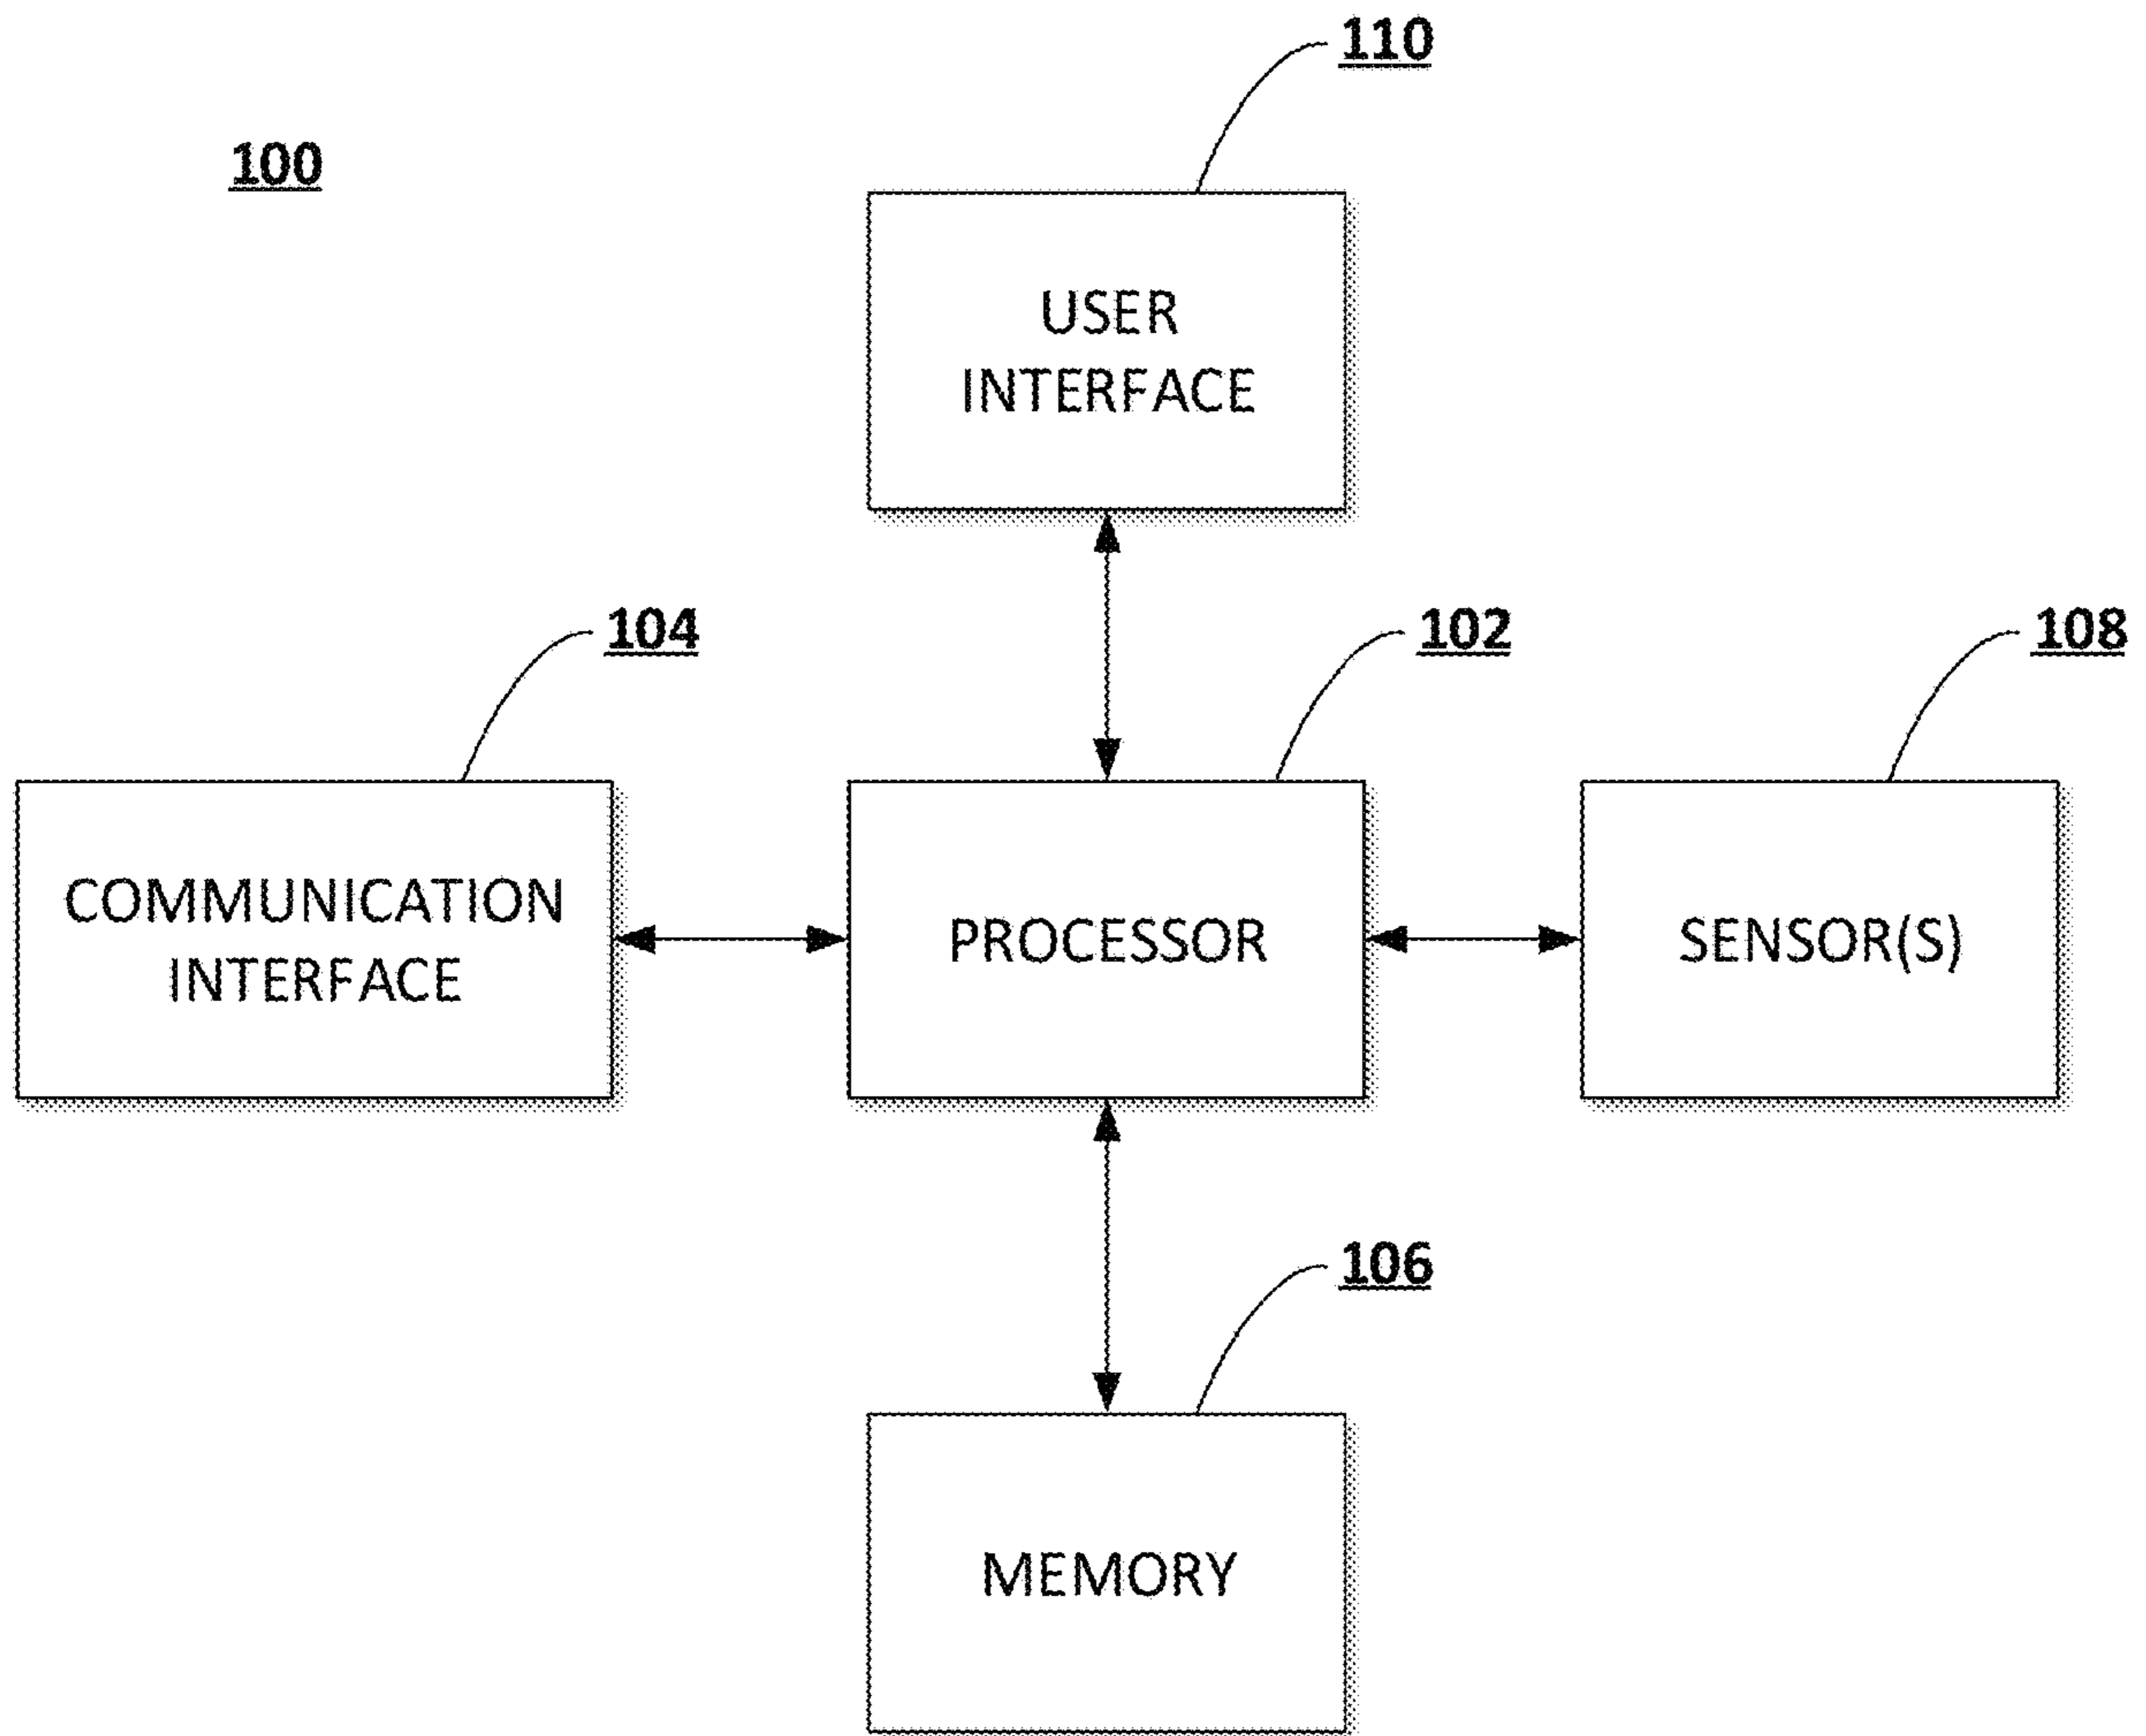 110
100
USER
INTERFACE
104
102
108
COMMUNICATION
INTERFACE
PROCESSOR
SENSOR(S)
106
MEMORY